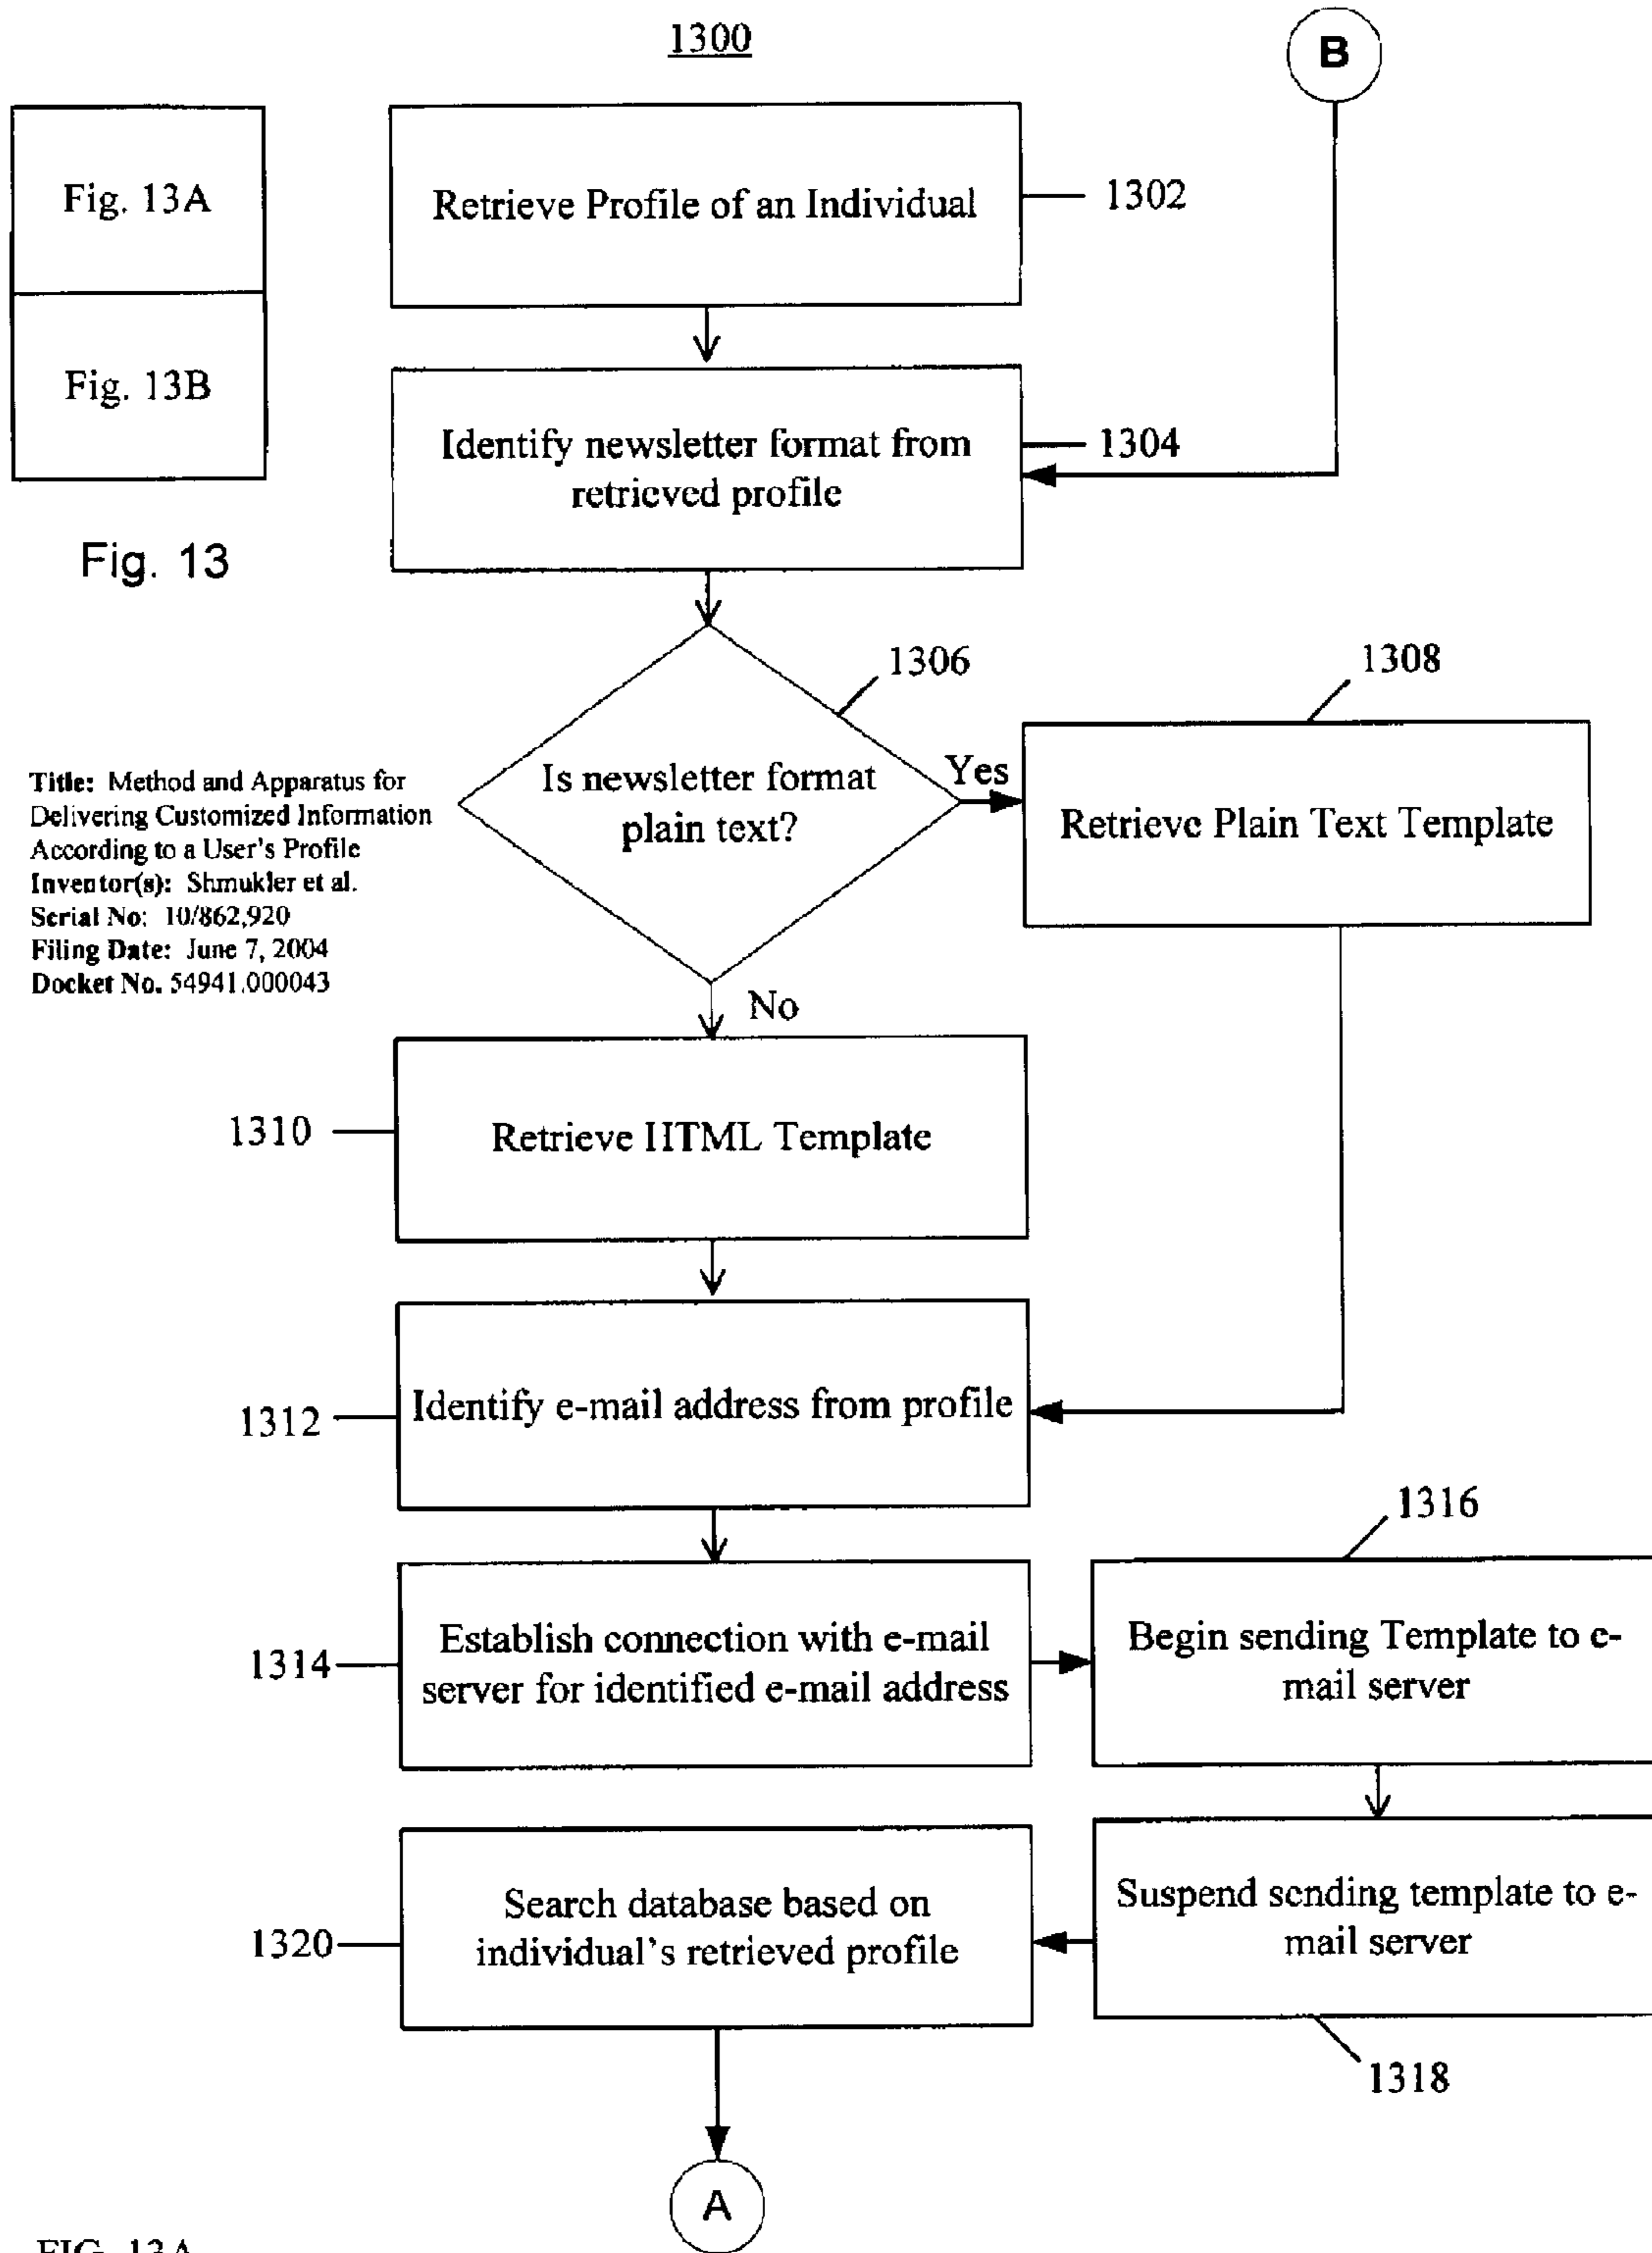 1300
B
Fig. 13A
Fig. 13B
Fig. 13
Retrieve Profile of an Individual
1302
Identify newsletter format from
retrieved profile
1304
1306
Is newsletter format
plain text?
Yes
1308
Retrieve Plain Text Template
Title: Method and Apparatus for
Delivering Customized Information
According to a User's Profile
Inventor(s): Shmukler et al.
Serial No: 10/862,920
Filing Date: June 7, 2004
Docket No. 54941.000043
No
1310
Retrieve HTML Template
1312
Identify e-mail address from profile
1314
Establish connection with e-mail
server for identified e-mail address
1316
Begin sending Template to e-
mail server
1320
Search database based on
individual's retrieved profile
Suspend sending template to e-
mail server
1318
A
FIG. 13A